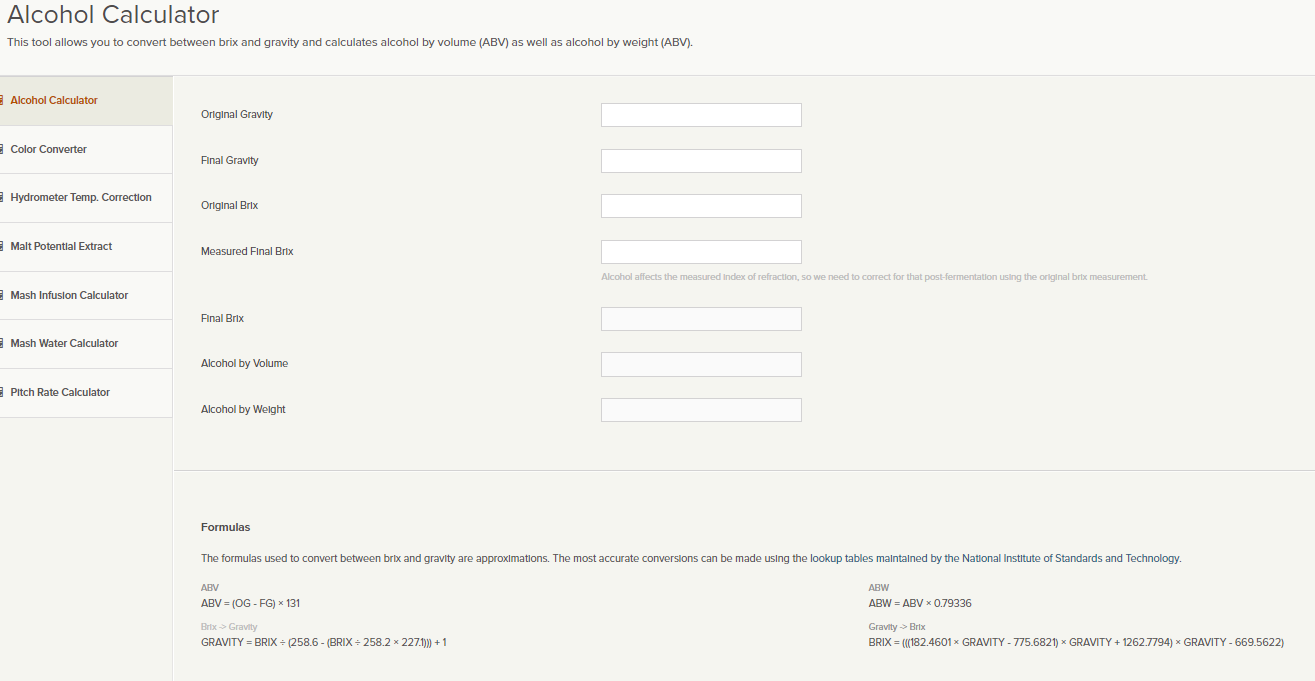 Alcohol Calculator
This tool allows you to convert between brix and gravity and calculates alcohol by volume (ABV) as well as alcohol by weight (ABV).
Alcohol Calculator
Color Converter
Hydrometer Temp. Correction
Malt Potential Extract
Mash Infusion Calculator
Mash Water Calculator
Pitch Rate Calculator
Original Gravity
Final Gravity
Original Brix
Measured Final Brix
Alcohol affects the measured index of refraction, so we need to correct for that post-fermentation using the original brix measurement.
Final Brix
Alcohol by Volume
Alcohol by Weight
Formulas
The formulas used to convert between brix and gravity are approximations. The most accurate conversions can be made using the lookup tables maintained by the National Institute of Standards and Technology.
ABV
ABV = (OG - FG) × 131
Brix -> Gravity
GRAVITY = BRIX ÷ (258.6 - (BRIX ÷ 258.2 × 227.1))) + 1
ABW
ABW = ABV × 0.79336
Gravity -> Brix
BRIX = (((182.4601 × GRAVITY - 775.6821) × GRAVITY + 1262.7794) × GRAVITY - 669.5622)